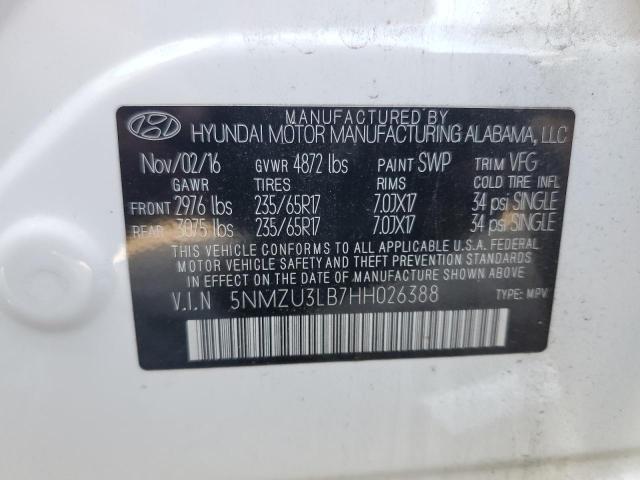 MANUFACTURED BY
HYUNDAI MOTOR MANUFACTURING ALABAMA, LLC
Nov/02/16 GVWR 4872 lbs PAINT SWP TRIM VFG
GAWR TIRES RIMS COLD TIRE INFL
FRONT 2976 lbs 235/65R17 7.0JX17 34 psi SINGLE
REAR 3075 lbs 235/65R17 7.0JX17 34 psi SINGLE
THIS VEHICLE CONFORMS TO ALL APPLICABLE U.S.A. FEDERAL
MOTOR VEHICLE SAFETY AND THEFT PREVENTION STANDARDS
IN EFFECT ON THE DATE OF MANUFACTURE SHOWN ABOVE.
V.I.N 5NMZU3LB7HH026388 TYPE: MPV